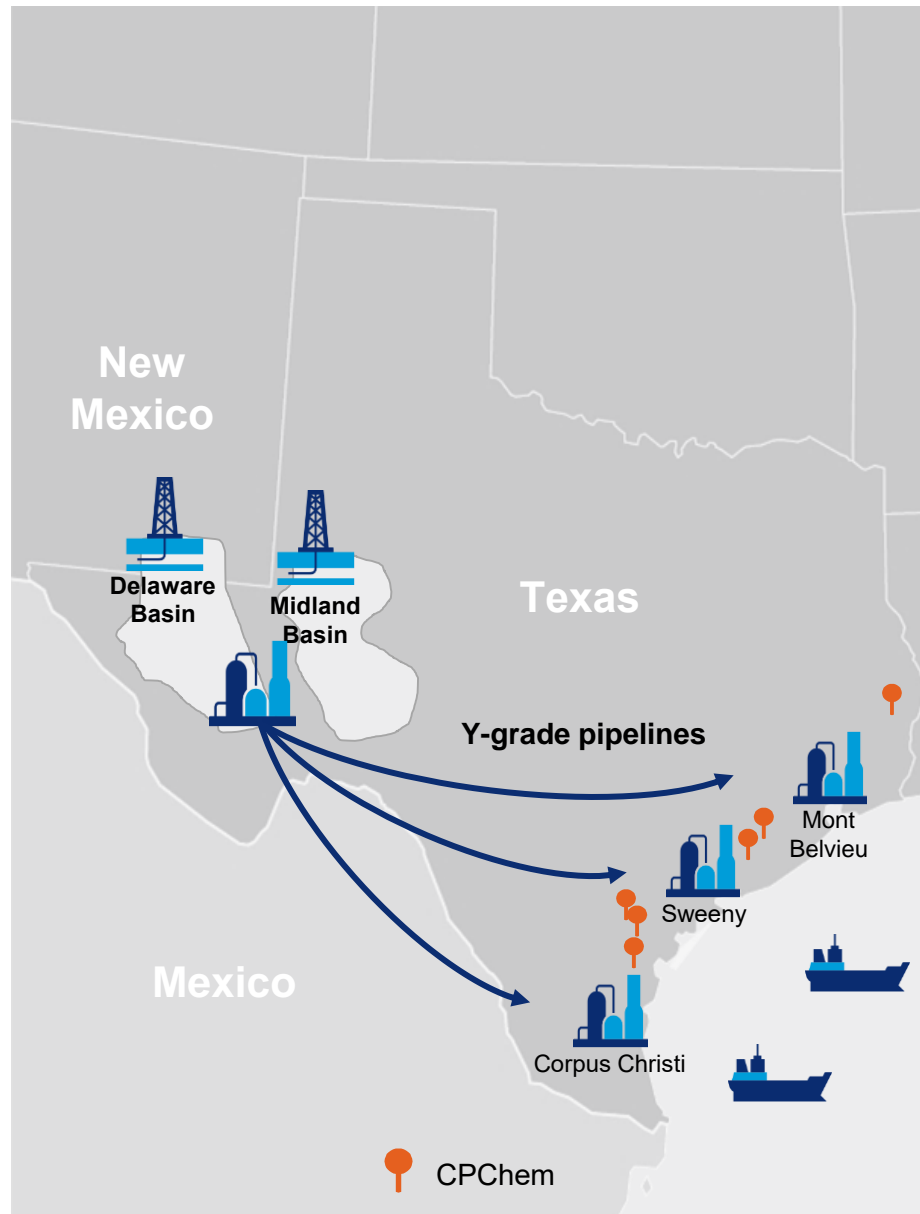 New
Mexico
Delaware
Basin
Midland
Basin
Texas
Y-grade pipelines
Mont
Belvieu
Sweeny
Mexico
Corpus Christi
CPChem